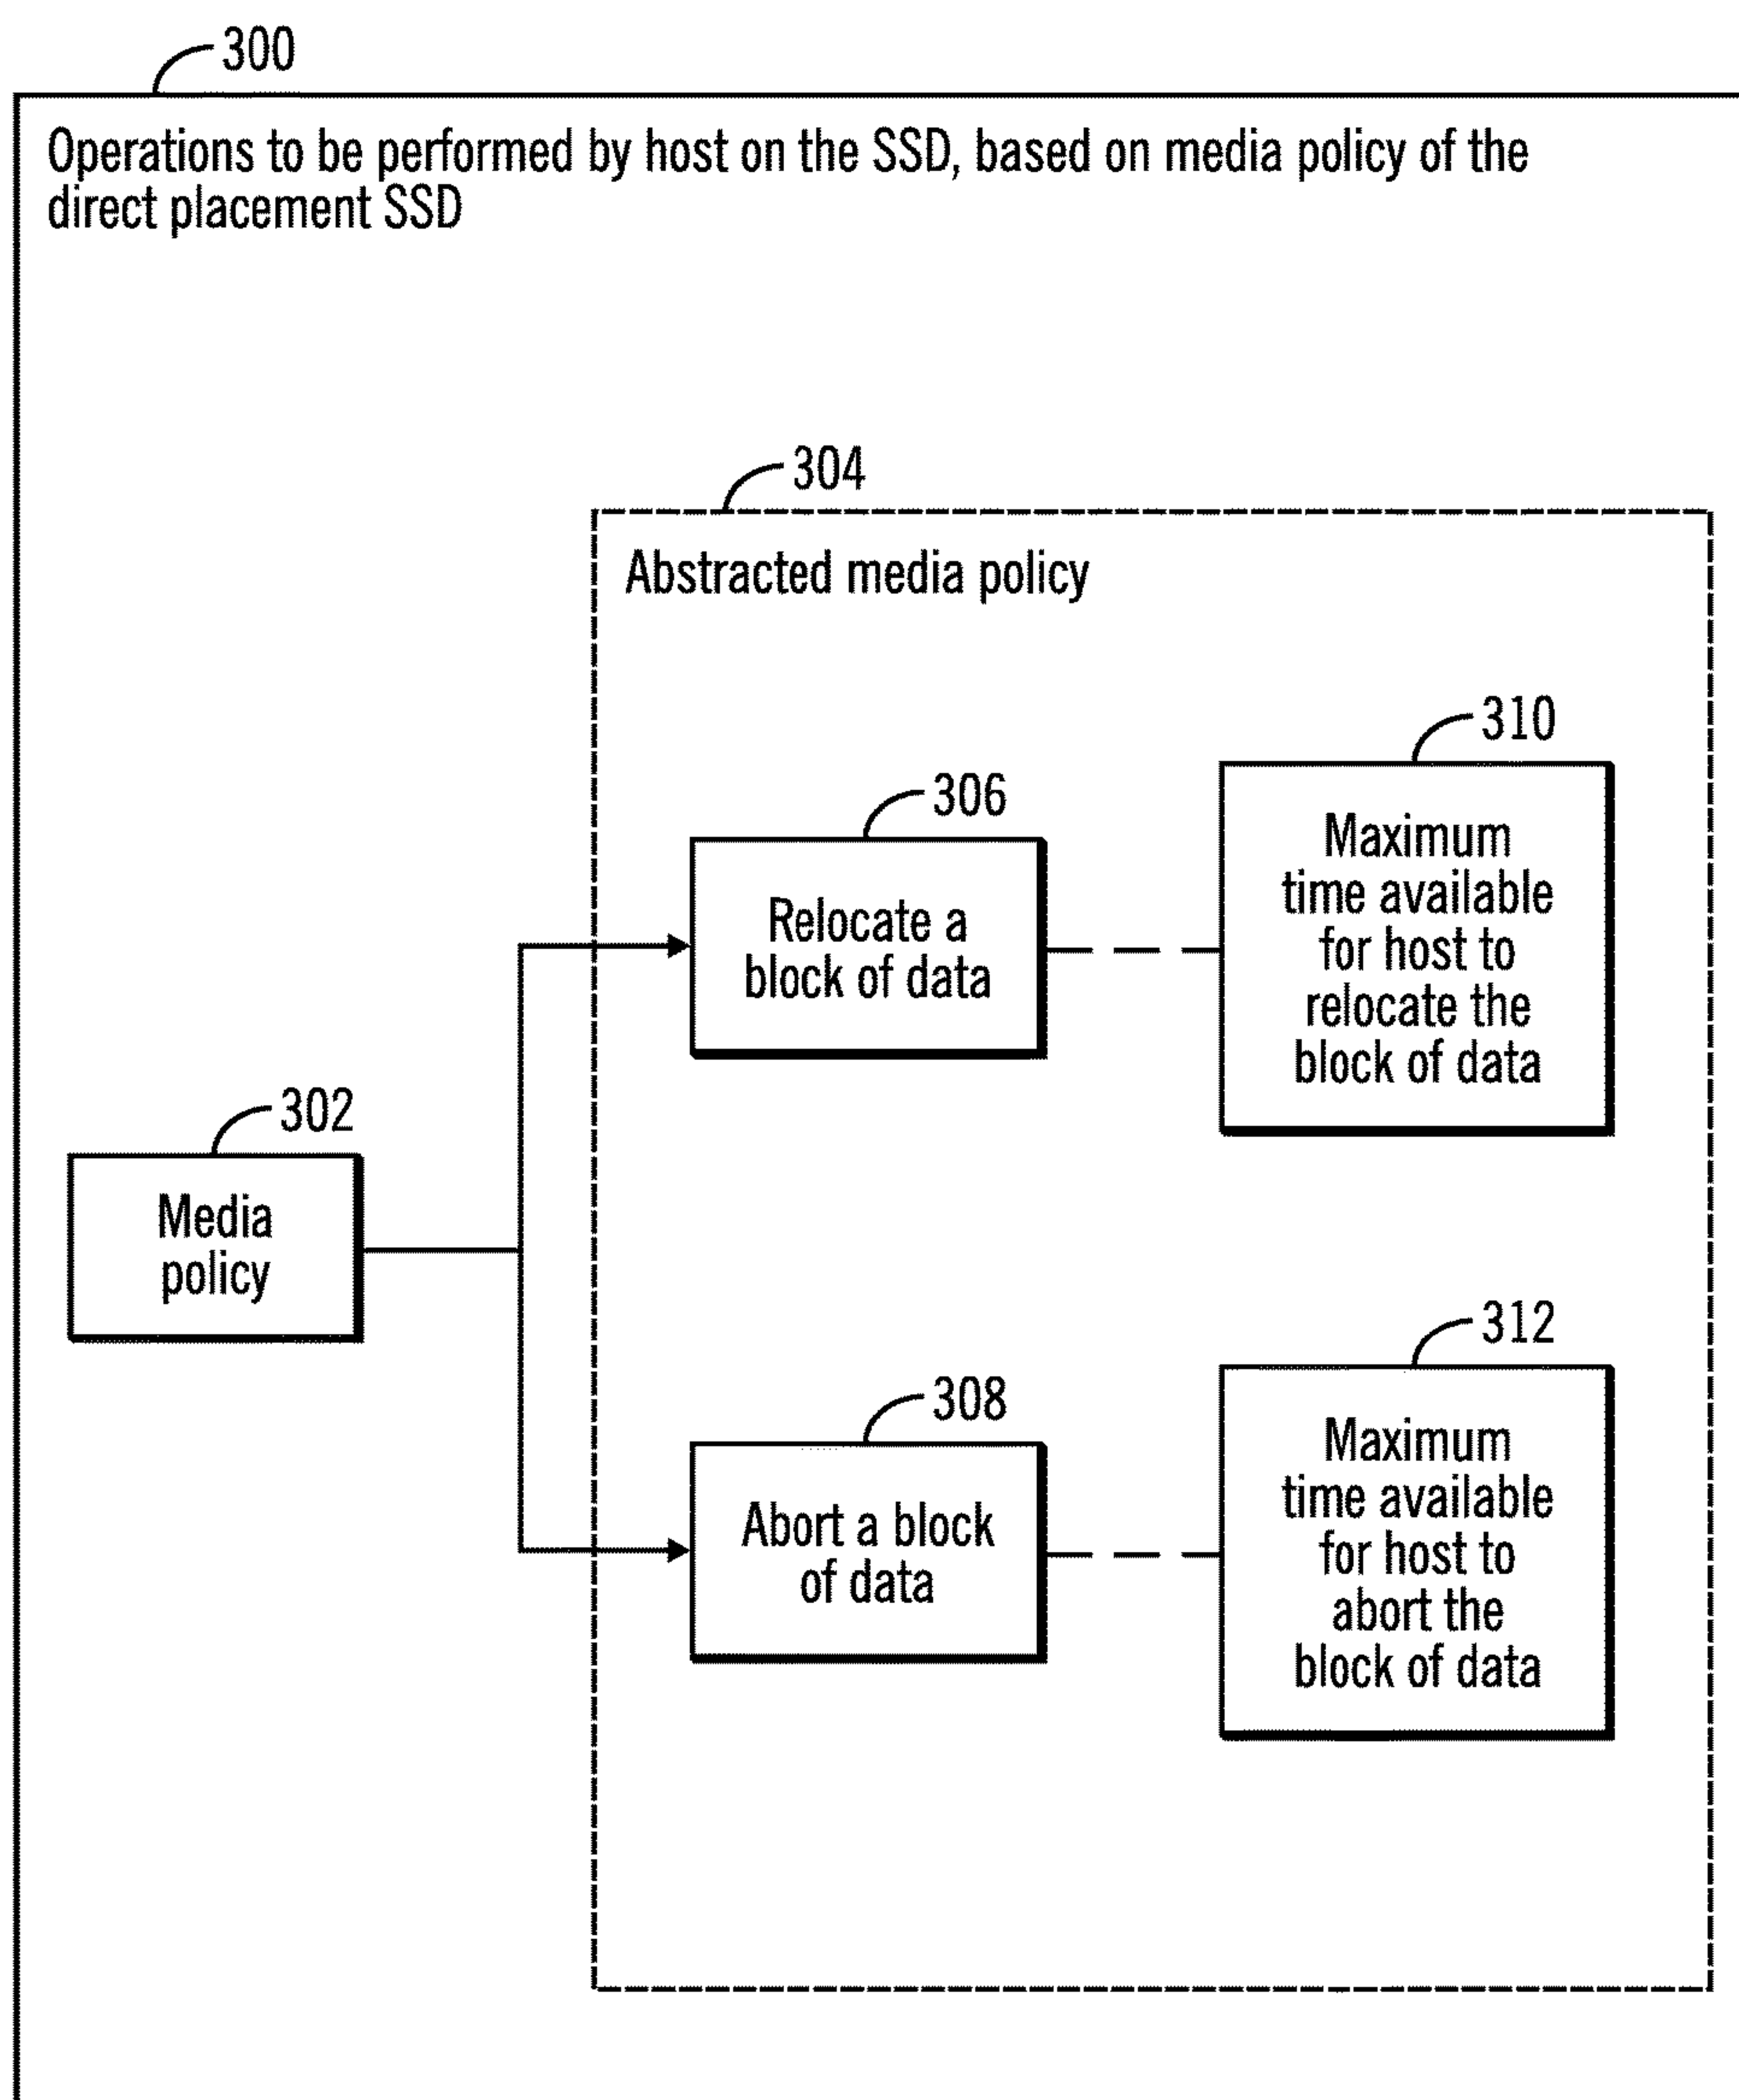 300
Operations to be performed by host on the SSD, based on media policy of the
direct placement SSD
304
Abstracted media policy
310
Maximum
time available
for host to
relocate the
block of data
306
Relocate a
block of data
302
Media
policy
312
Maximum
time available
for host to
abort the
block of data
308
Abort a block
of data